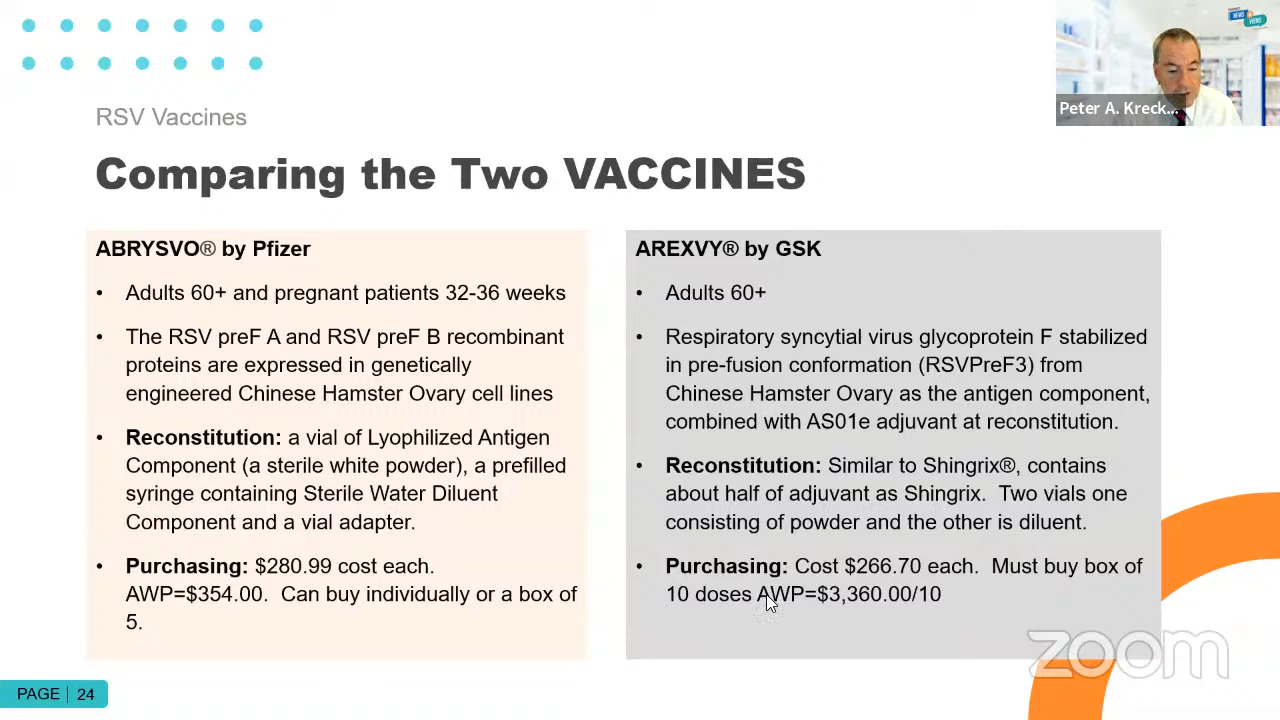 NEWS
VIEWS
Peter A. Kreck...
RSV Vaccines
Comparing the Two VACCINES
ABRYSVO® by Pfizer
• Adults 60+ and pregnant patients 32-36 weeks
• The RSV preF A and RSV preF B recombinant
proteins are expressed in genetically
engineered Chinese Hamster Ovary cell lines
• Reconstitution: a vial of Lyophilized Antigen
Component (a sterile white powder), a prefilled
syringe containing Sterile Water Diluent
Component and a vial adapter.
• Purchasing: $280.99 cost each.
AWP=$354.00. Can buy individually or a box of
5.
AREXVY® by GSK
• Adults 60+
• Respiratory syncytial virus glycoprotein F stabilized
in pre-fusion conformation (RSVPreF3) from
Chinese Hamster Ovary as the antigen component,
combined with AS01e adjuvant at reconstitution.
• Reconstitution: Similar to Shingrix®, contains
about half of adjuvant as Shingrix. Two vials one
consisting of powder and the other is diluent.
• Purchasing: Cost $266.70 each. Must buy box of
10 doses AWP=$3,360.00/10
zoom
PAGE | 24